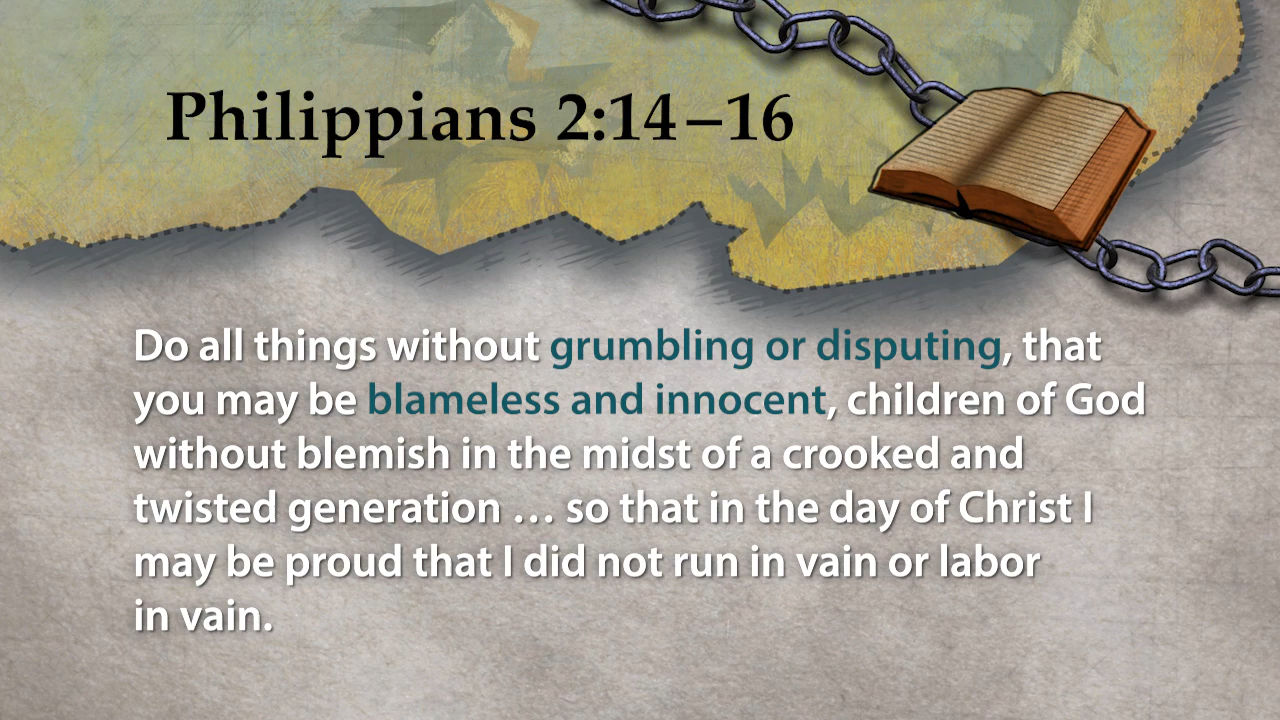 Philippians 2:14–16
Do all things without grumbling or disputing, that
you may be blameless and innocent, children of God
without blemish in the midst of a crooked and
twisted generation … so that in the day of Christ I
may be proud that I did not run in vain or labor
in vain.